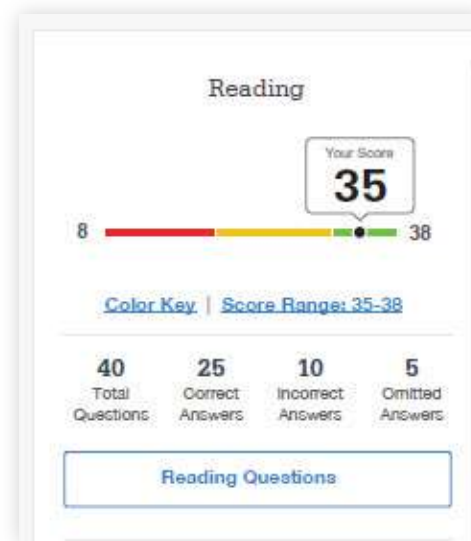 Reading
Your Score
35
8
38
Color Key | Score Range: 35-38
40 25 10 5
Total Correct Incorrect Omitted
Questions Answers Answers Answers
Reading Questions